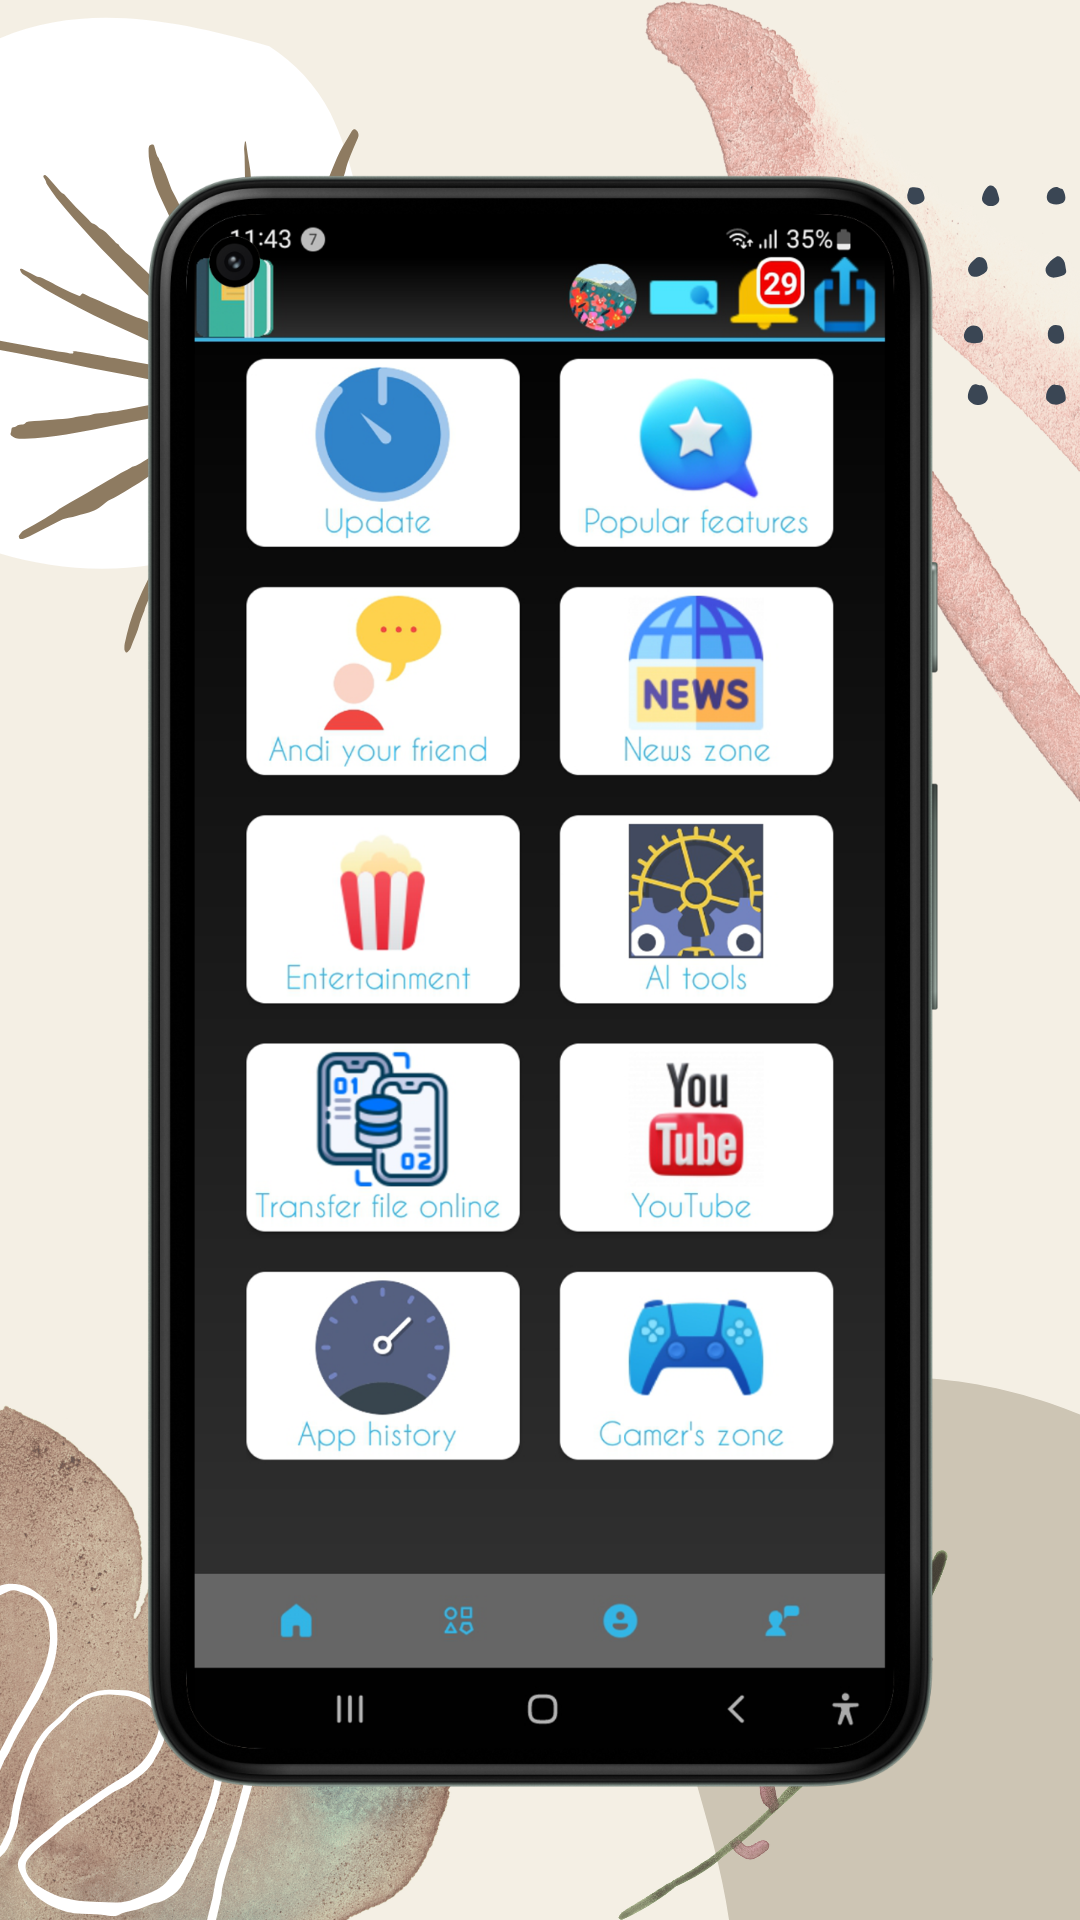 11:43 7 35%
29
Update Popular features
NEWS
Andi your friend News zone
Entertainment AI tools
01
02
You
Tube
Transfer file online YouTube
App history Gamer's zone